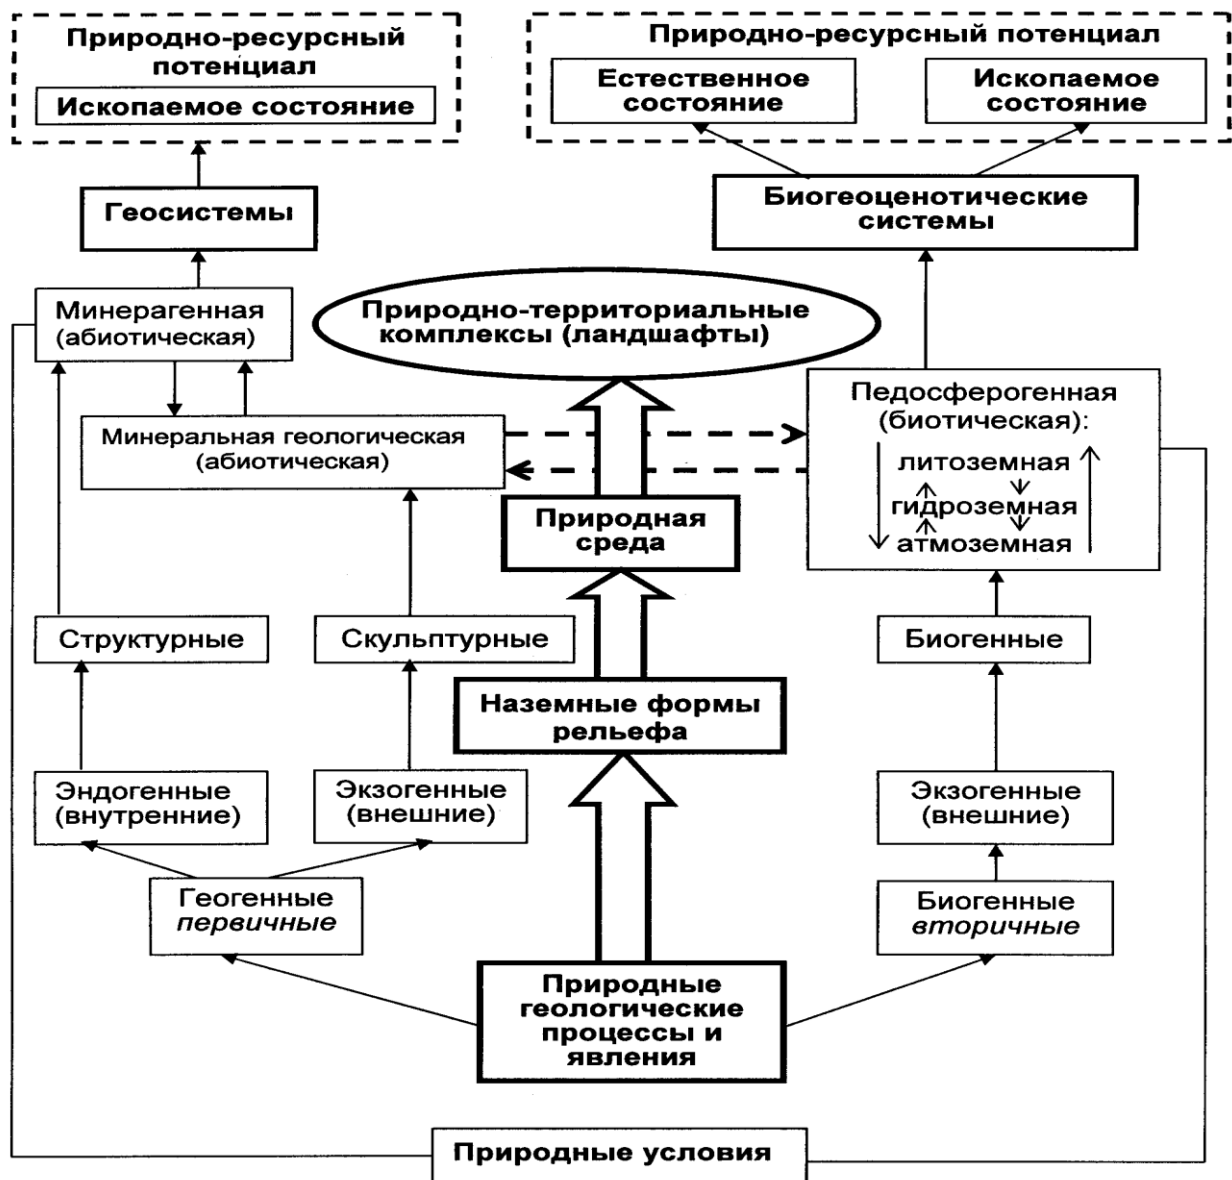 Природно-ресурсный
потенциал
Ископаемое состояние
Природно-ресурсный потенциал
Естественное
состояние
Ископаемое
состояние
Геосистемы
Биогеоценотические
системы
Минерагенная
(абиотическая)
Природно-территориальные
комплексы (ландшафты)
Минеральная геологическая
(абиотическая)
Педосферогенная
(биотическая):
литоземная
гидроземная
атмоземная
Природная
среда
Структурные
Скульптурные
Биогенные
Наземные формы
рельефа
Эндогенные
(внутренние)
Экзогенные
(внешние)
Экзогенные
(внешние)
Геогенные
первичные
Биогенные
вторичные
Природные
геологические
процессы и
явления
Природные условия